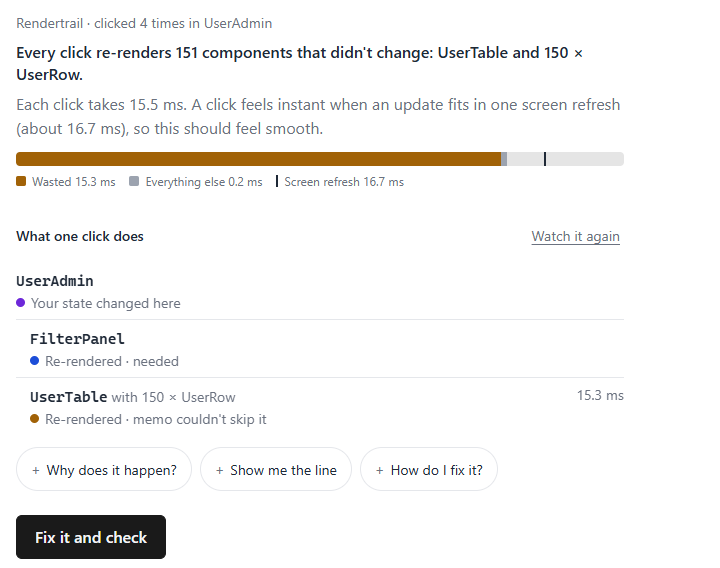 Rendertrail · clicked 4 times in UserAdmin
Every click re-renders 151 components that didn't change: UserTable and 150 ×
UserRow.
Each click takes 15.5 ms. A click feels instant when an update fits in one screen refresh
(about 16.7 ms), so this should feel smooth.
Wasted 15.3 ms Everything else 0.2 ms Screen refresh 16.7 ms
What one click does Watch it again
UserAdmin
Your state changed here
FilterPanel
Re-rendered · needed
UserTable with 150 × UserRow 15.3 ms
Re-rendered · memo couldn't skip it
+ Why does it happen? + Show me the line + How do I fix it?
Fix it and check